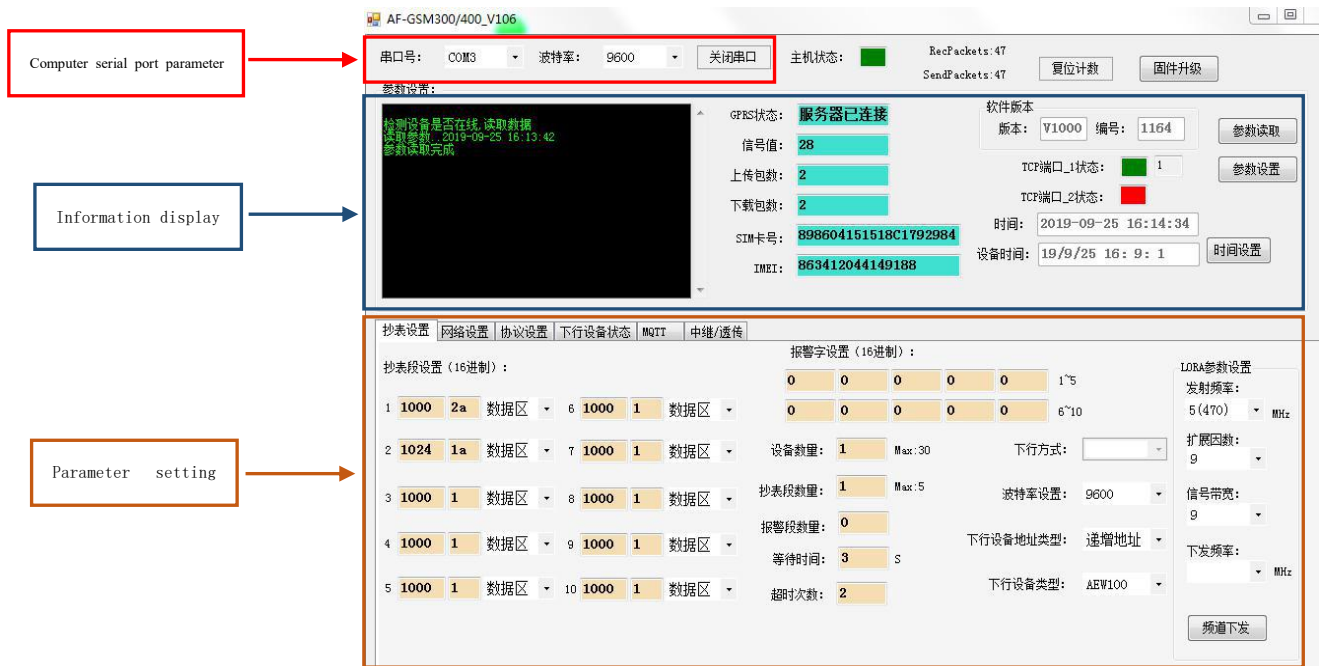 AF-GSM300/400_V106
Computer serial port parameter
串口号: COM3 波特率: 9600 关闭串口 主机状态: RecPackets:47
SendPackets:47 复位计数 固件升级
参数设置:
检测设备是否在线,读取数据
读取参数..2019-09-25 16:13:42
参数读取完成
Information display
GPRS状态: 服务器已连接
信号值: 28
上传包数: 2
下载包数: 2
SIM卡号: 898604151518C1792984
IMEI: 863412044149188
软件版本
版本: V1000 编号: 1164 参数读取
TCP端口_1状态: 1 参数设置
TCP端口_2状态:
时间: 2019-09-25 16:14:34
设备时间: 19/9/25 16: 9: 1 时间设置
Parameter setting
抄表设置 网络设置 协议设置 下行设备状态 MQTT 中继/透传
抄表段设置（16进制）:
1 1000 2a 数据区 6 1000 1 数据区
2 1024 1a 数据区 7 1000 1 数据区
3 1000 1 数据区 8 1000 1 数据区
4 1000 1 数据区 9 1000 1 数据区
5 1000 1 数据区 10 1000 1 数据区
报警字设置（16进制）:
0 0 0 0 0 1~5
0 0 0 0 0 6~10
设备数量: 1 Max:30 下行方式:
抄表段数量: 1 Max:5 波特率设置: 9600
报警段数量: 0
下行设备地址类型: 递增地址
等待时间: 3 S
下行设备类型: AEW100
超时次数: 2
LORA参数设置
发射频率:
5(470) MHz
扩展因数:
9
信号带宽:
9
下发频率:
MHz
频道下发